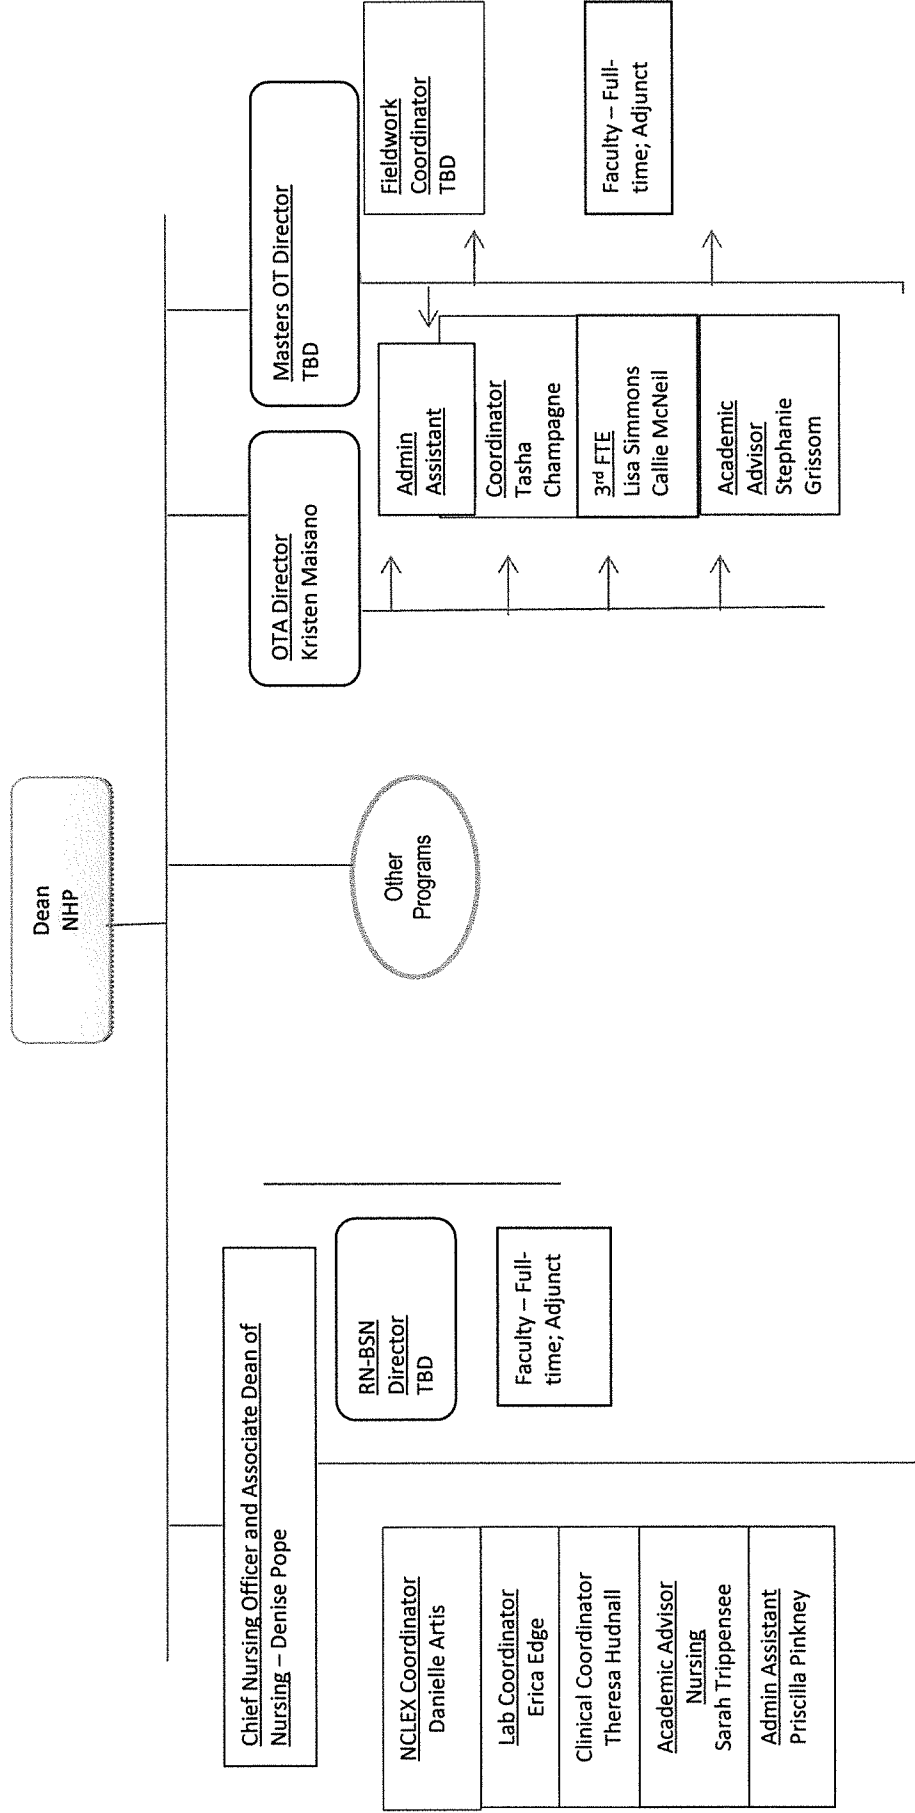 Dean
NHP
Chief Nursing Officer and Associate Dean of
Nursing – Denise Pope
NCLEX Coordinator
Danielle Artis
Lab Coordinator
Erica Edge
Clinical Coordinator
Theresa Hudnall
Academic Advisor
Nursing
Sarah Trippensee
Admin Assistant
Priscilla Pinkney
RN-BSN
Director
TBD
Faculty – Full-
time; Adjunct
Other
Programs
OTA Director
Kristen Maisano
Admin
Assistant
Coordinator
Tasha
Champagne
3rd FTE
Lisa Simmons
Callie McNeil
Academic
Advisor
Stephanie
Grissom
Masters OT Director
TBD
Fieldwork
Coordinator
TBD
Faculty – Full-
time; Adjunct